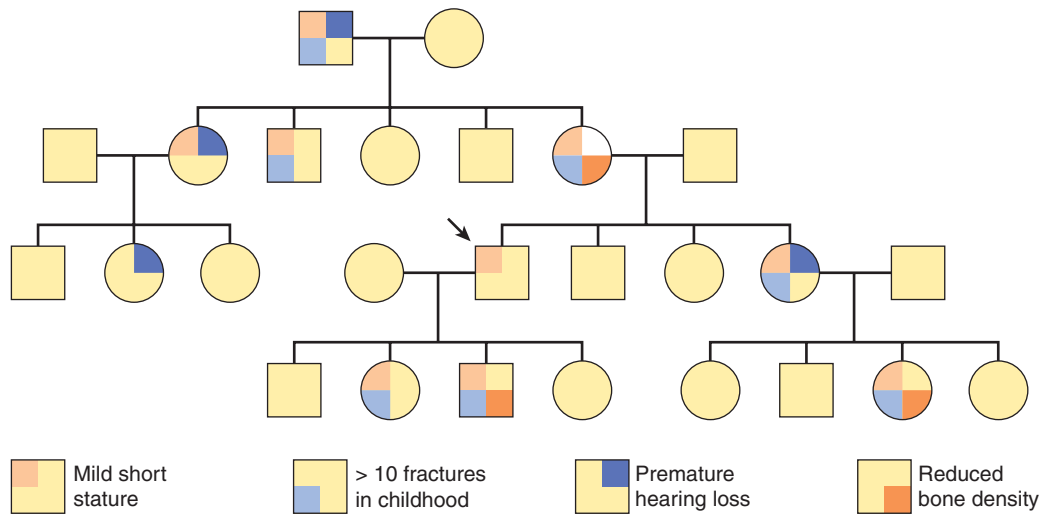 Mild short
stature
> 10 fractures
in childhood
Premature
hearing loss
Reduced
bone density